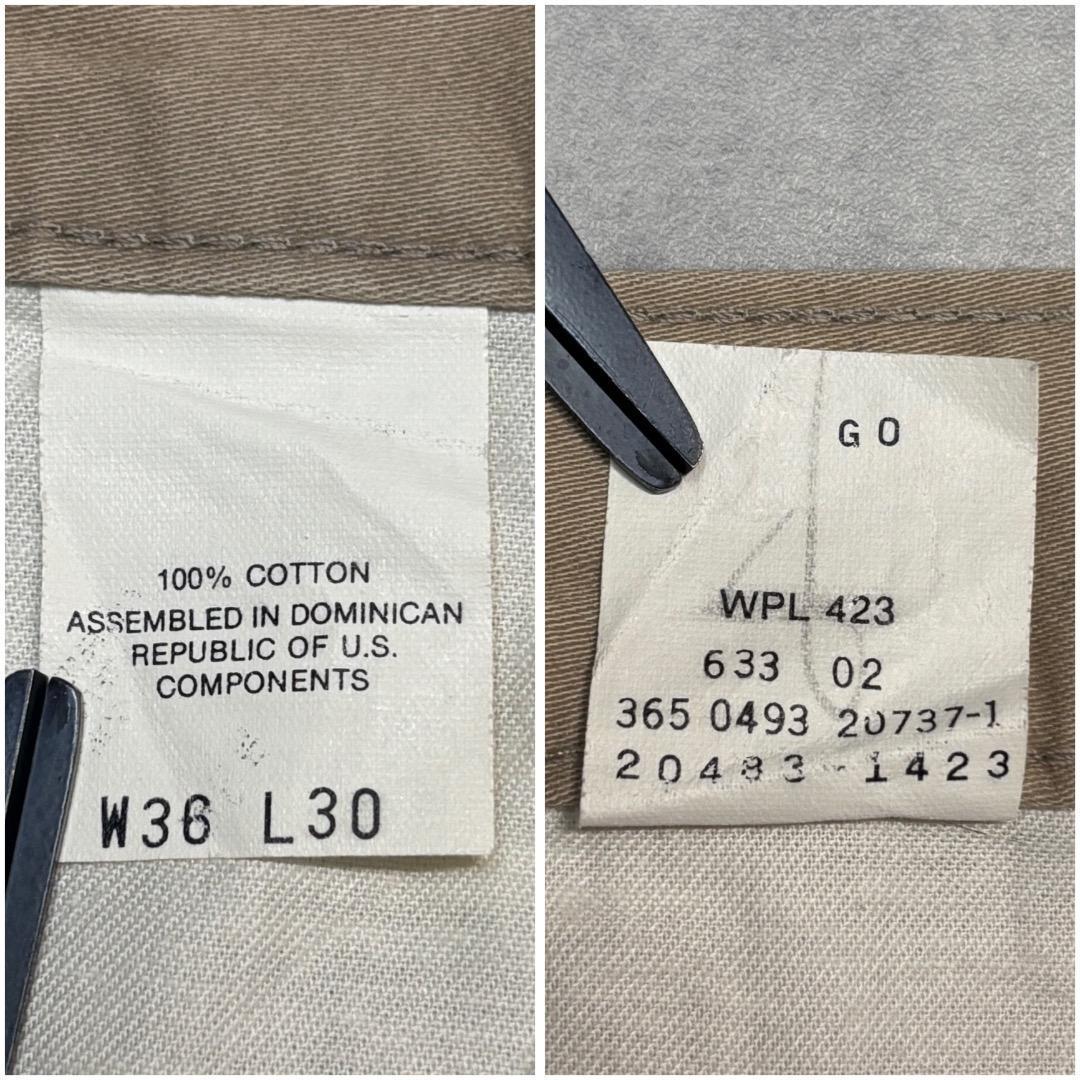 100% COTTON
ASSEMBLED IN DOMINICAN
REPUBLIC OF U.S.
COMPONENTS
W36 L30
GO
WPL 423
633 02
365 0493 20737-1
20483-1423